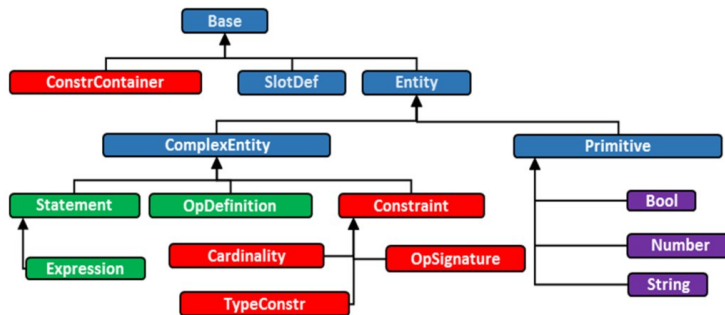 Base
ConstrContainer
SlotDef
Entity
ComplexEntity
Primitive
Statement
OpDefinition
Constraint
Bool
Cardinality
OpSignature
Number
Expression
String
TypeConstr